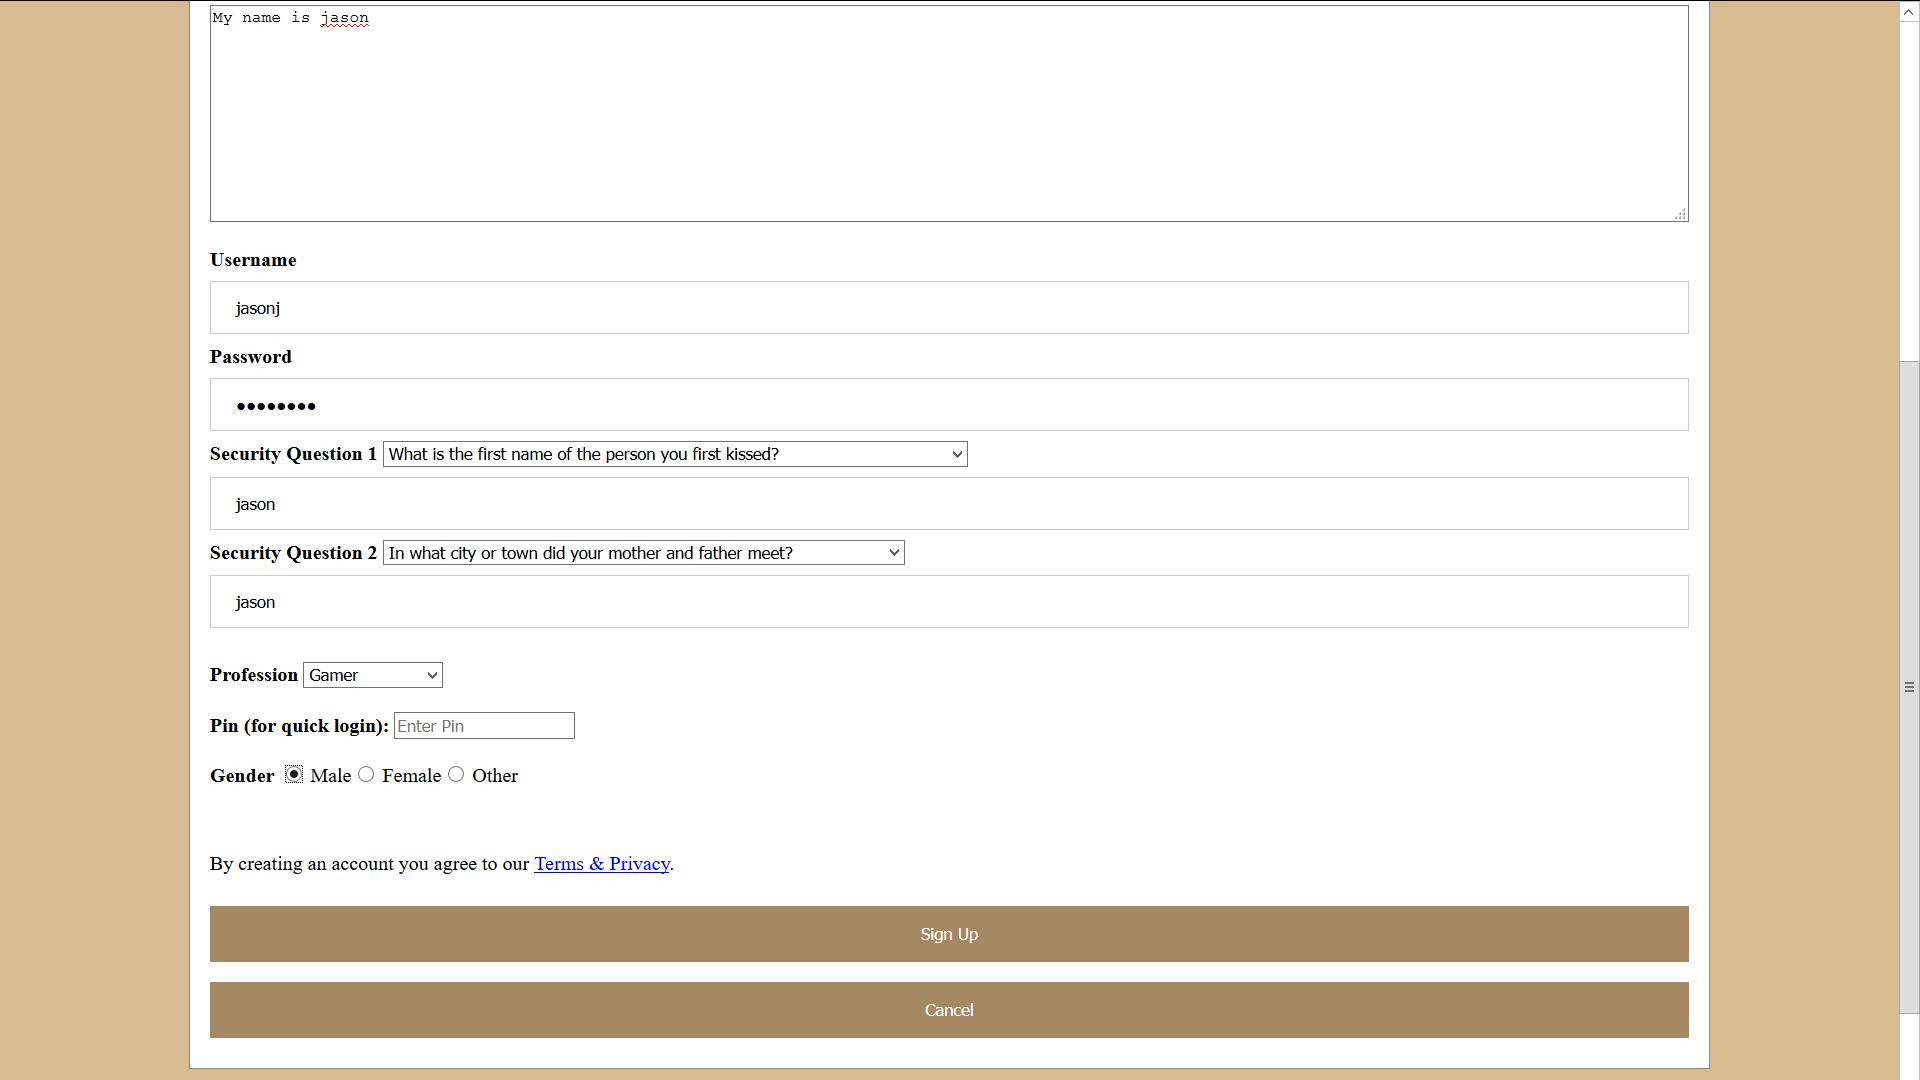 My name is jason
Username
jasonj
Password
••••••••
Security Question 1 What is the first name of the person you first kissed?
jason
Security Question 2 In what city or town did your mother and father meet?
jason
Profession Gamer
Pin (for quick login): Enter Pin
Gender Male Female Other
By creating an account you agree to our Terms & Privacy.
Sign Up
Cancel